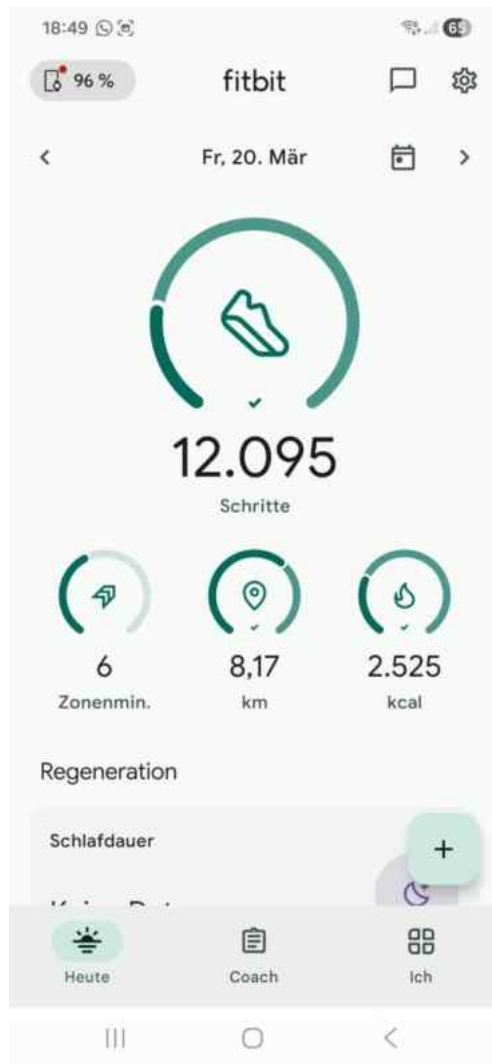 18:49
65
96 %
fitbit
Fr, 20. Mär
12.095
Schritte
6
8,17
2.525
Zonenmin.
km
kcal
Regeneration
Schlafdauer
+
Heute
Coach
Ich